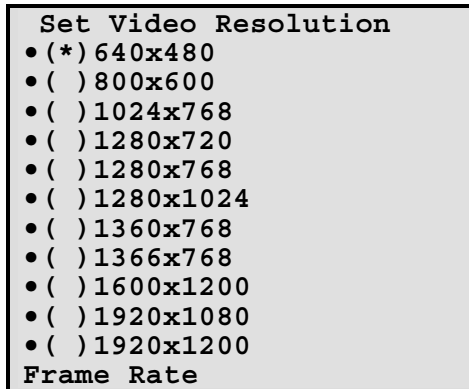 Set Video Resolution
•(*)640x480
•( )800x600
•( )1024x768
•( )1280x720
•( )1280x768
•( )1280x1024
•( )1360x768
•( )1366x768
•( )1600x1200
•( )1920x1080
•( )1920x1200
Frame Rate